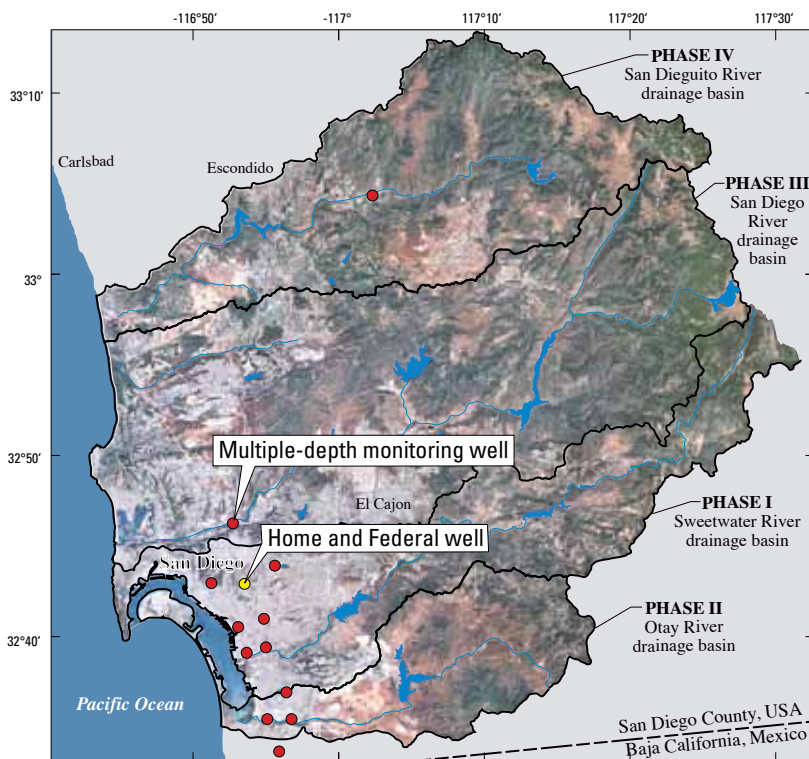 -116°50'
-117°
117°10'
117°20'
117°30'
33°10'
33°
32°50'
32°40'
PHASE IV
San Dieguito River
drainage basin
Carlsbad
Escondido
PHASE III
San Diego
River
drainage
basin
Multiple-depth monitoring well
El Cajon
PHASE I
Sweetwater River
drainage basin
Home and Federal well
San Diego
PHASE II
Otay River
drainage basin
Pacific Ocean
San Diego County, USA
Baja California, Mexico